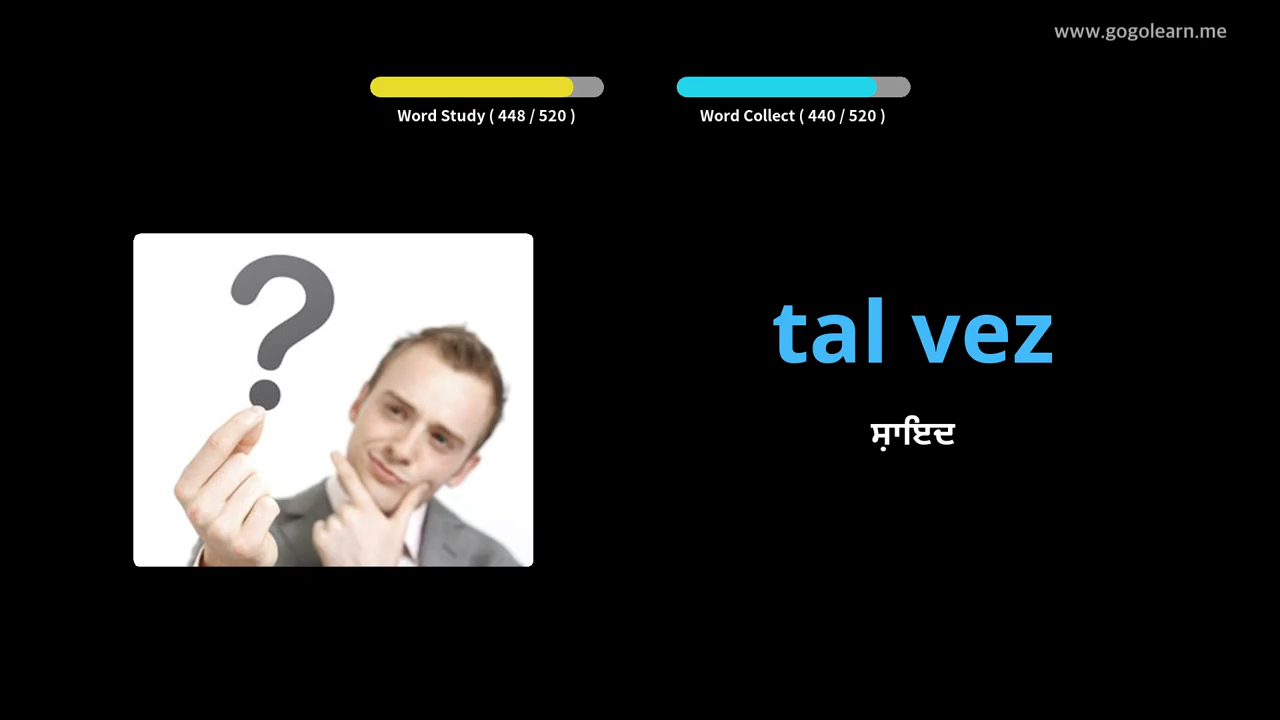 www.gogolearn.me
Word Study ( 448 / 520 )
Word Collect ( 440 / 520 )
?
tal vez
ਸ਼ਾਇਦ